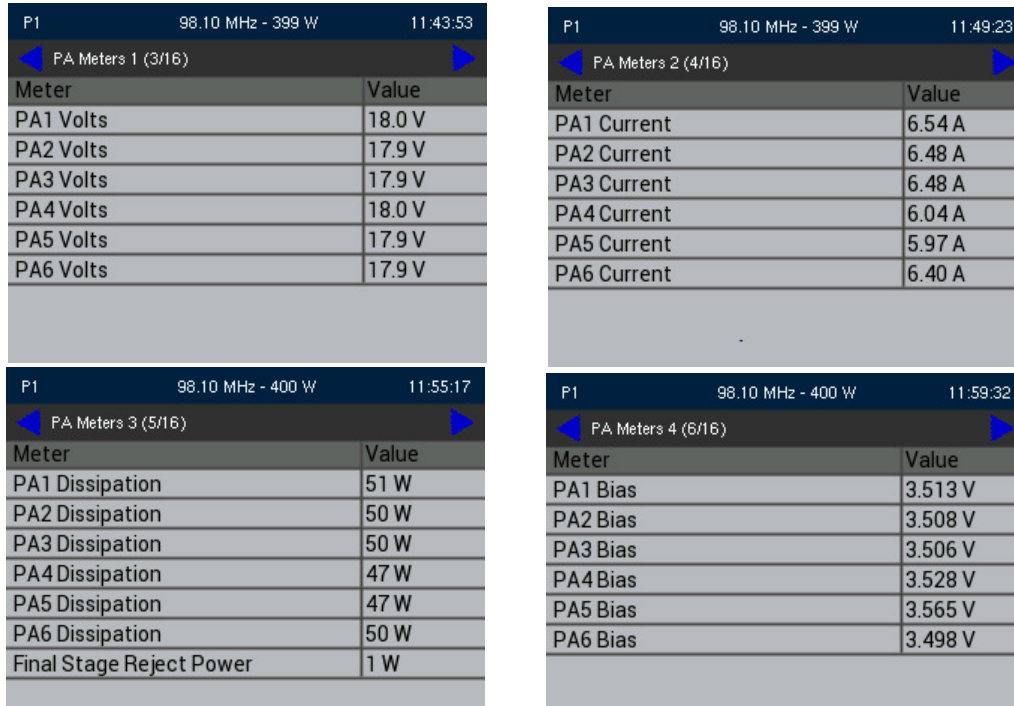 P1 98.10 MHz - 399 W 11:43:53
PA Meters 1 (3/16)
Meter Value
PA1 Volts 18.0 V
PA2 Volts 17.9 V
PA3 Volts 17.9 V
PA4 Volts 18.0 V
PA5 Volts 17.9 V
PA6 Volts 17.9 V
P1 98.10 MHz - 399 W 11:49:23
PA Meters 2 (4/16)
Meter Value
PA1 Current 6.54 A
PA2 Current 6.48 A
PA3 Current 6.48 A
PA4 Current 6.04 A
PA5 Current 5.97 A
PA6 Current 6.40 A
P1 98.10 MHz - 400 W 11:55:17
PA Meters 3 (5/16)
Meter Value
PA1 Dissipation 51 W
PA2 Dissipation 50 W
PA3 Dissipation 50 W
PA4 Dissipation 47 W
PA5 Dissipation 47 W
PA6 Dissipation 50 W
Final Stage Reject Power 1 W
P1 98.10 MHz - 400 W 11:59:32
PA Meters 4 (6/16)
Meter Value
PA1 Bias 3.513 V
PA2 Bias 3.508 V
PA3 Bias 3.506 V
PA4 Bias 3.528 V
PA5 Bias 3.565 V
PA6 Bias 3.498 V